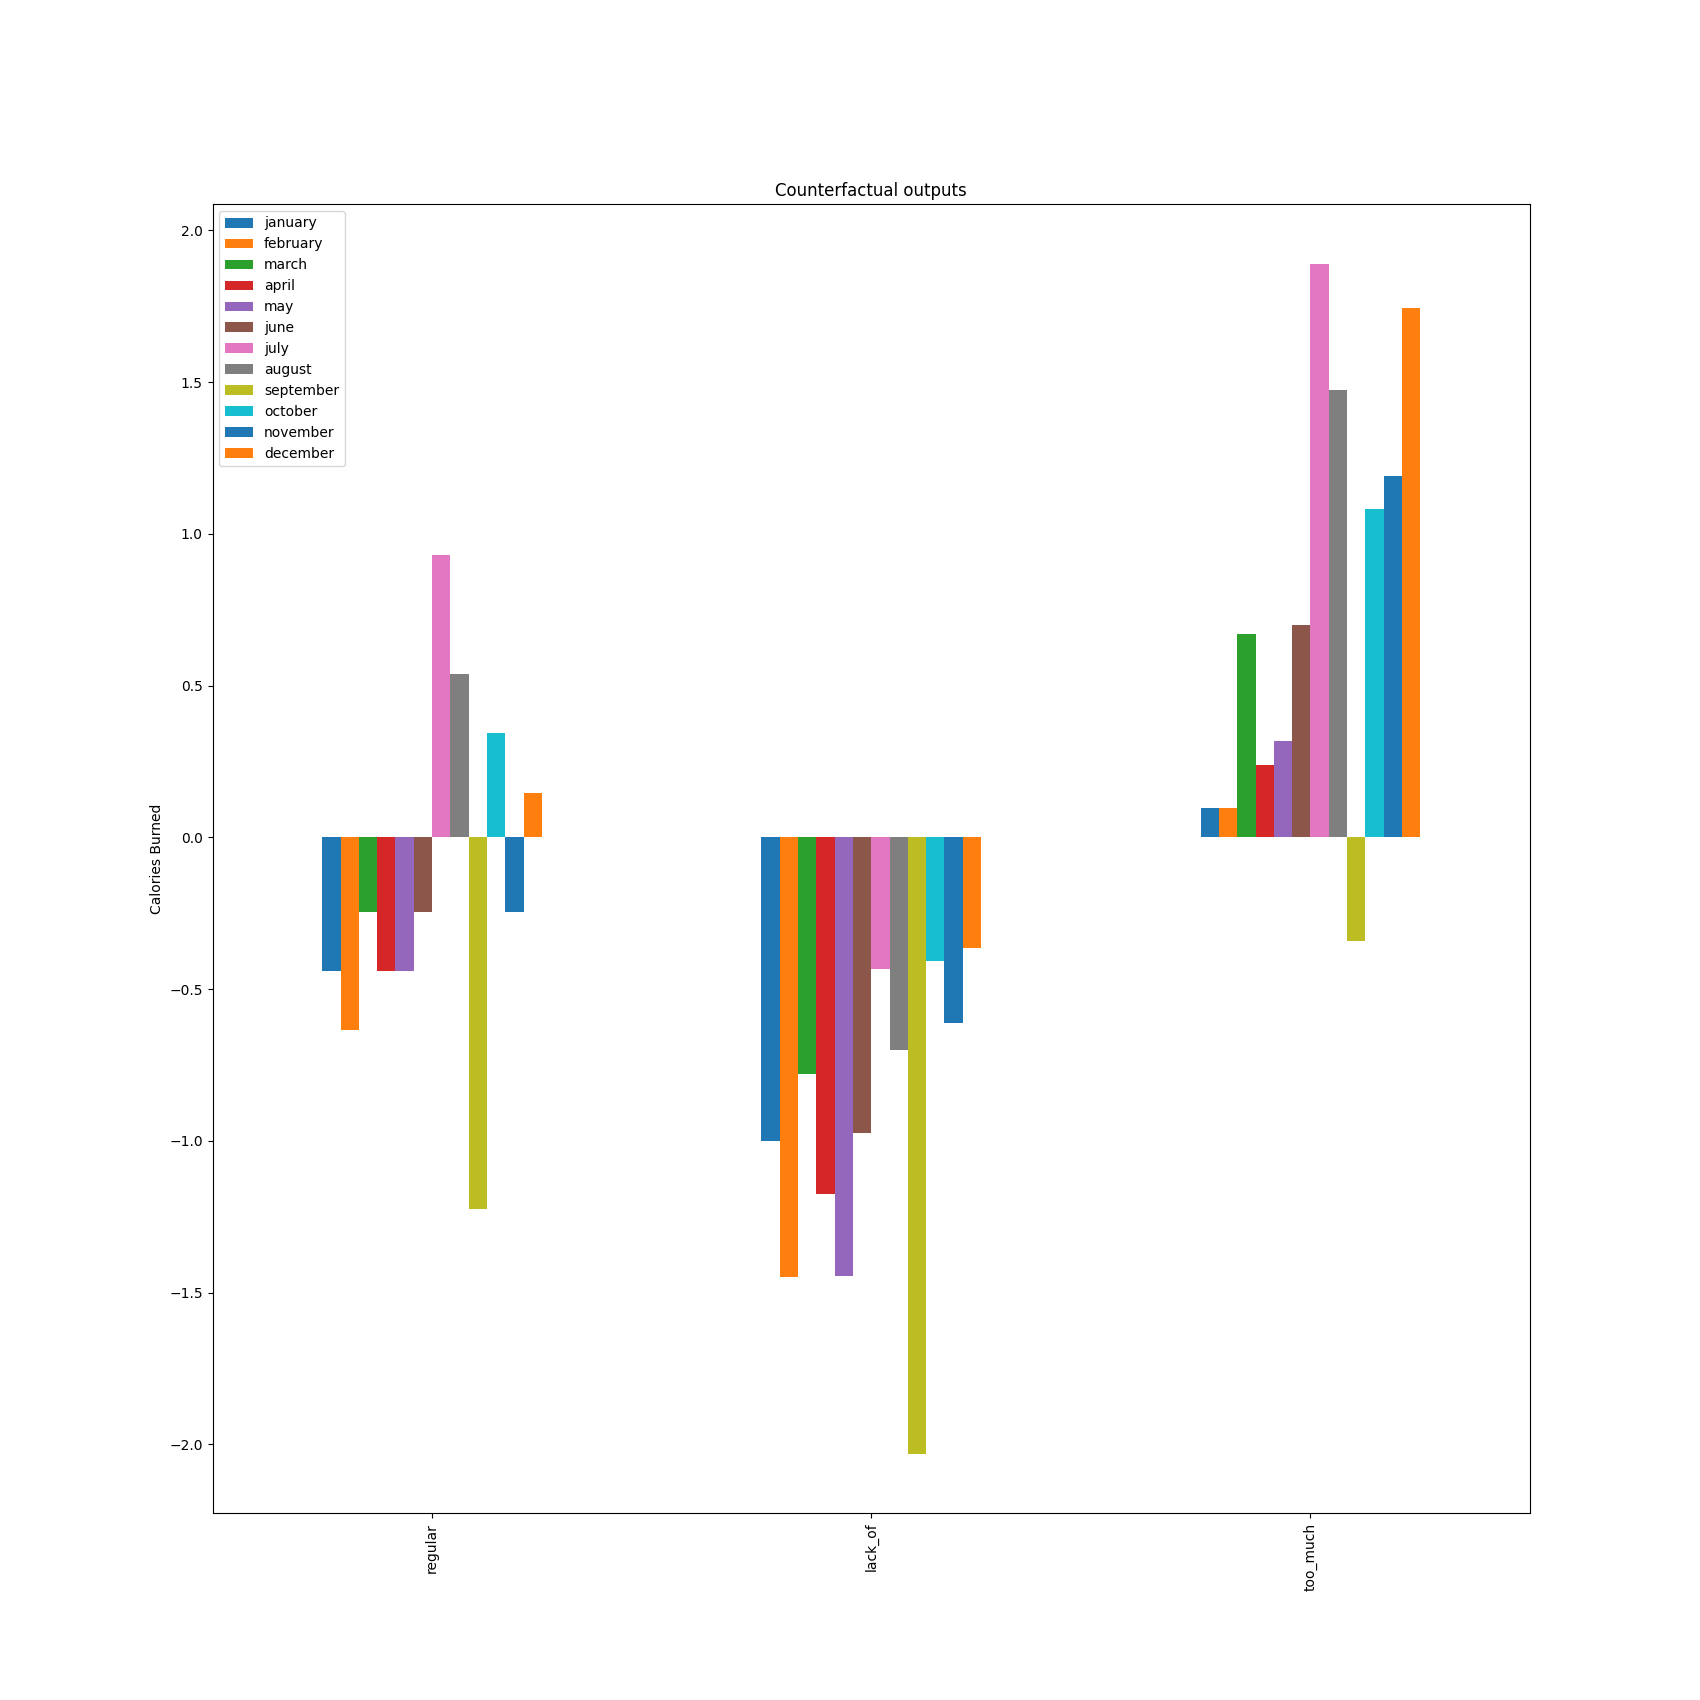 Counterfactual outputs
january
february
march
april
may
june
july
august
september
october
november
december
2.0
1.5
1.0
0.5
0.0
−0.5
−1.0
−1.5
−2.0
Calories Burned
regular
lack_of
too_much